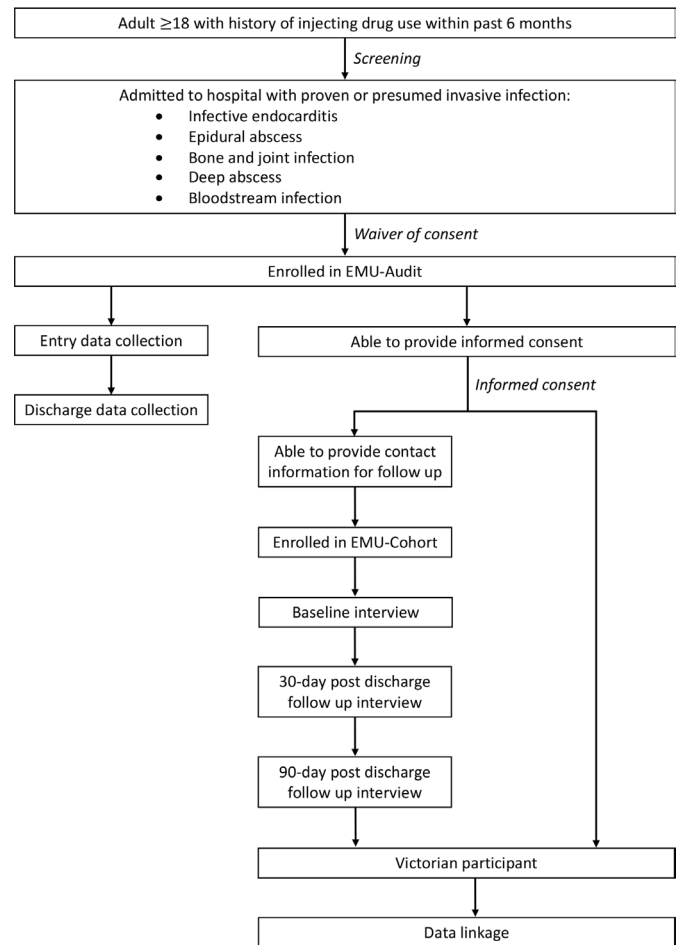 Adult ≥18 with history of injecting drug use within past 6 months
Screening
Admitted to hospital with proven or presumed invasive infection:
• Infective endocarditis
• Epidural abscess
• Bone and joint infection
• Deep abscess
• Bloodstream infection
Waiver of consent
Enrolled in EMU-Audit
Entry data collection
Discharge data collection
Able to provide informed consent
Informed consent
Able to provide contact
information for follow up
Enrolled in EMU-Cohort
Baseline interview
30-day post discharge
follow up interview
90-day post discharge
follow up interview
Victorian participant
Data linkage